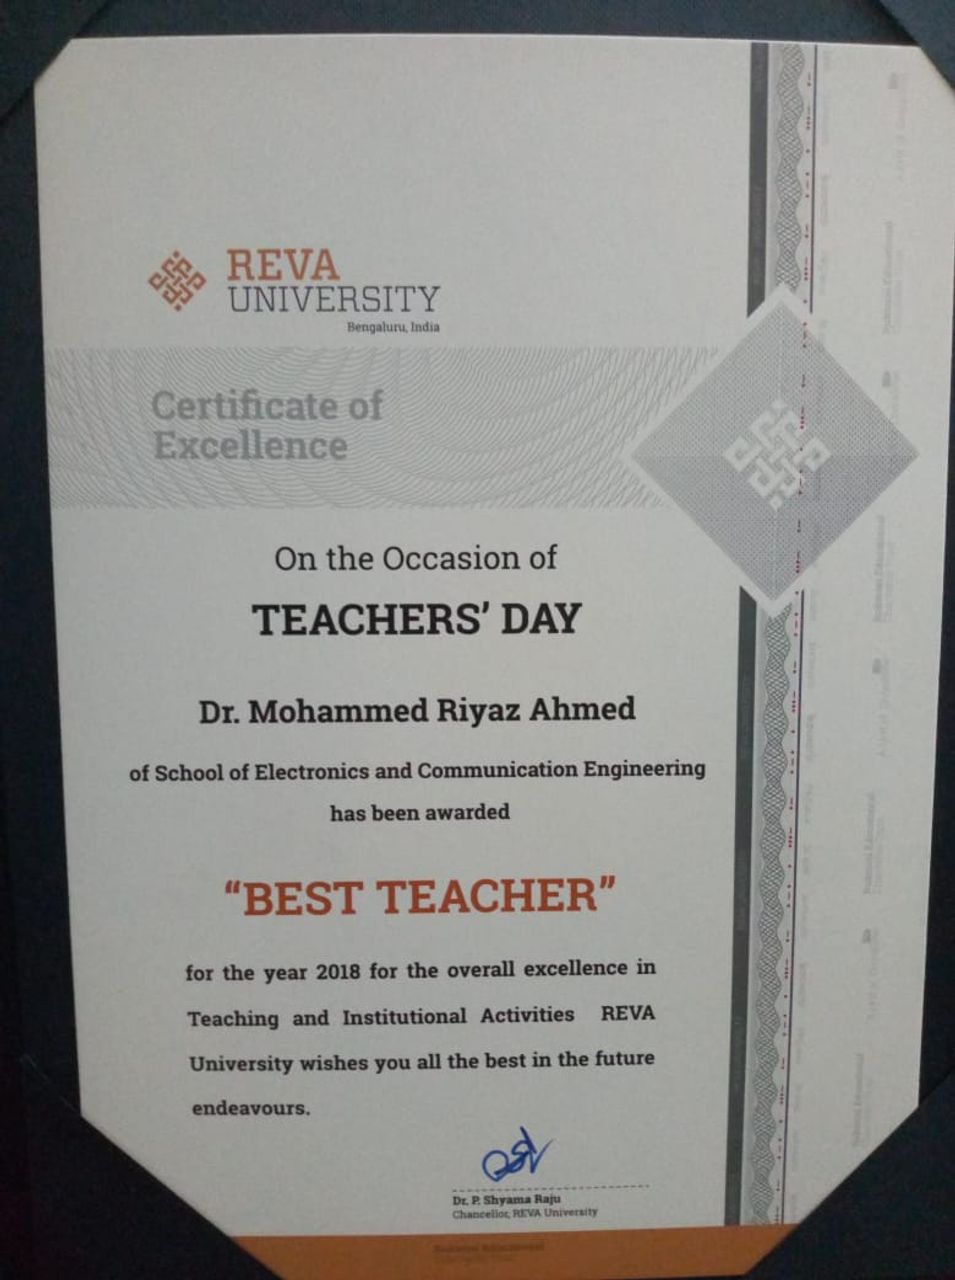 REVA
UNIVERSITY
Bengaluru, India
Certificate of
Excellence
On the Occasion of
TEACHERS’ DAY
Dr. Mohammed Riyaz Ahmed
of School of Electronics and Communication Engineering
has been awarded
“BEST TEACHER”
for the year 2018 for the overall excellence in
Teaching and Institutional Activities REVA
University wishes you all the best in the future
endeavours.
Dr. P. Shyama Raju
Chancellor, REVA University